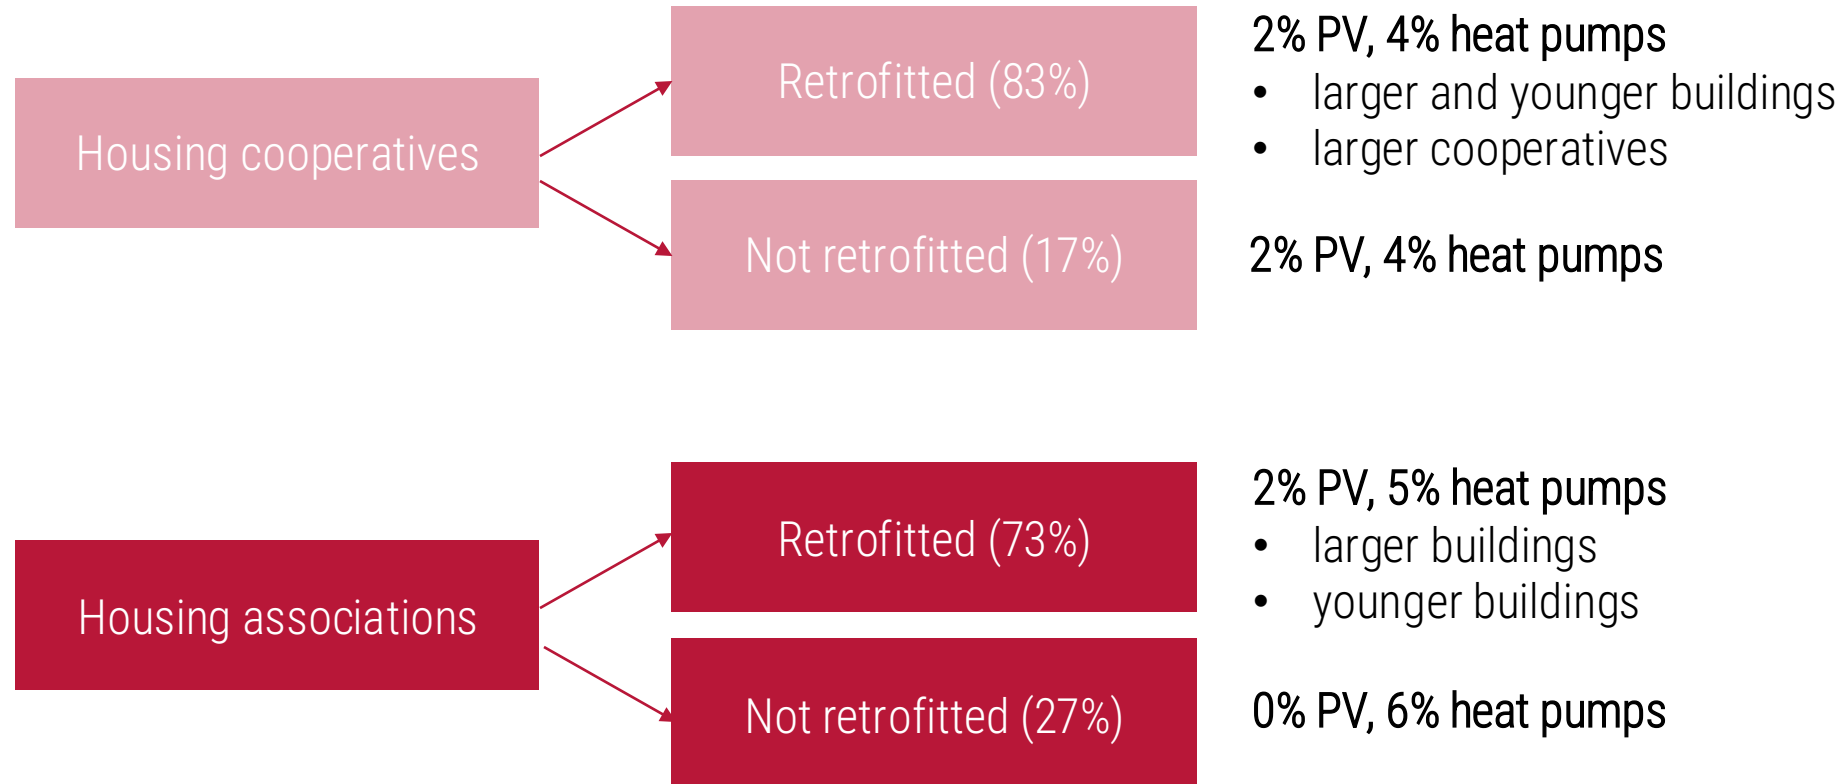 Housing cooperatives
Retrofitted (83%)
2% PV, 4% heat pumps
• larger and younger buildings
• larger cooperatives
Not retrofitted (17%)
2% PV, 4% heat pumps
Housing associations
Retrofitted (73%)
2% PV, 5% heat pumps
• larger buildings
• younger buildings
Not retrofitted (27%)
0% PV, 6% heat pumps